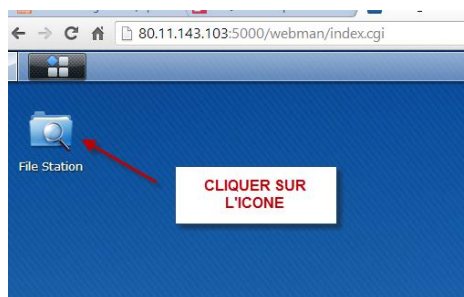 80.11.143.103:5000/webman/index.cgi
File Station
CLIQUER SUR
L'ICONE